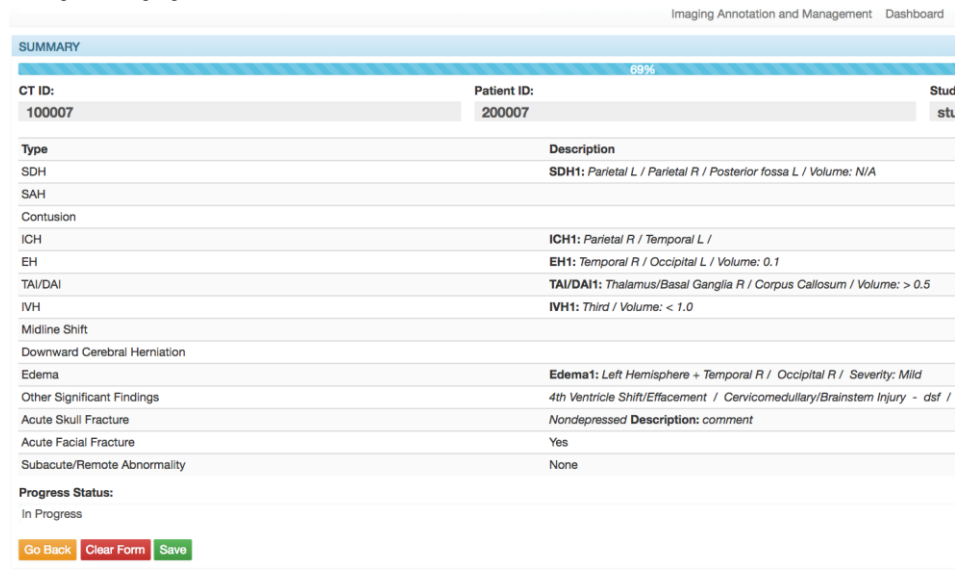 Imaging Annotation and Management Dashboard
SUMMARY
69%
CT ID: Patient ID: Stud
100007 200007 stu
Type Description
SDH SDH1: Parietal L / Parietal R / Posterior fossa L / Volume: N/A
SAH
Contusion
ICH ICH1: Parietal R / Temporal L /
EH EH1: Temporal R / Occipital L / Volume: 0.1
TAI/DAI TAI/DAI1: Thalamus/Basal Ganglia R / Corpus Callosum / Volume: > 0.5
IVH IVH1: Third / Volume: < 1.0
Midline Shift
Downward Cerebral Herniation
Edema Edema1: Left Hemisphere + Temporal R / Occipital R / Severity: Mild
Other Significant Findings 4th Ventricle Shift/Effacement / Cervicomedullary/Brainstem Injury - dsf /
Acute Skull Fracture Nondepressed Description: comment
Acute Facial Fracture Yes
Subacute/Remote Abnormality None
Progress Status:
In Progress
Go Back Clear Form Save